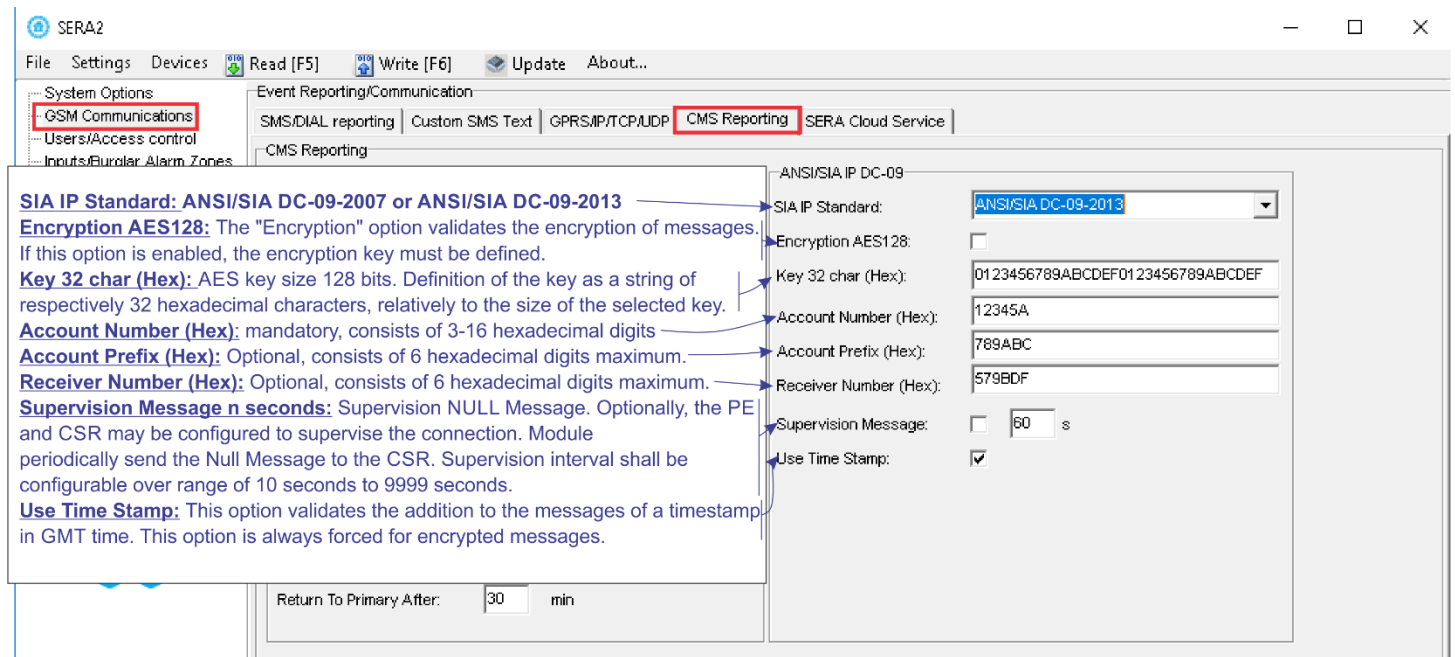 SERA2
File Settings Devices Read [F5] Write [F6] Update About...
System Options
GSM Communications
Users/Access control
Inputs/Burglar Alarm Zones
Event Reporting/Communication
SMS/DIAL reporting Custom SMS Text GPRS/IP/TCP/UDP CMS Reporting SERA Cloud Service
CMS Reporting
SIA IP Standard: ANSI/SIA DC-09-2007 or ANSI/SIA DC-09-2013
Encryption AES128: The "Encryption" option validates the encryption of messages.
If this option is enabled, the encryption key must be defined.
Key 32 char (Hex): AES key size 128 bits. Definition of the key as a string of
respectively 32 hexadecimal characters, relatively to the size of the selected key.
Account Number (Hex): mandatory, consists of 3-16 hexadecimal digits
Account Prefix (Hex): Optional, consists of 6 hexadecimal digits maximum.
Receiver Number (Hex): Optional, consists of 6 hexadecimal digits maximum.
Supervision Message n seconds: Supervision NULL Message. Optionally, the PE
and CSR may be configured to supervise the connection. Module
periodically send the Null Message to the CSR. Supervision interval shall be
configurable over range of 10 seconds to 9999 seconds.
Use Time Stamp: This option validates the addition to the messages of a timestamp
in GMT time. This option is always forced for encrypted messages.
ANSI/SIA IP DC-09
SIA IP Standard: ANSI/SIA DC-09-2013
Encryption AES128:
Key 32 char (Hex): 0123456789ABCDEF0123456789ABCDEF
Account Number (Hex): 12345A
Account Prefix (Hex): 789ABC
Receiver Number (Hex): 579BDF
Supervision Message: 60 s
Use Time Stamp:
Return To Primary After: 30 min